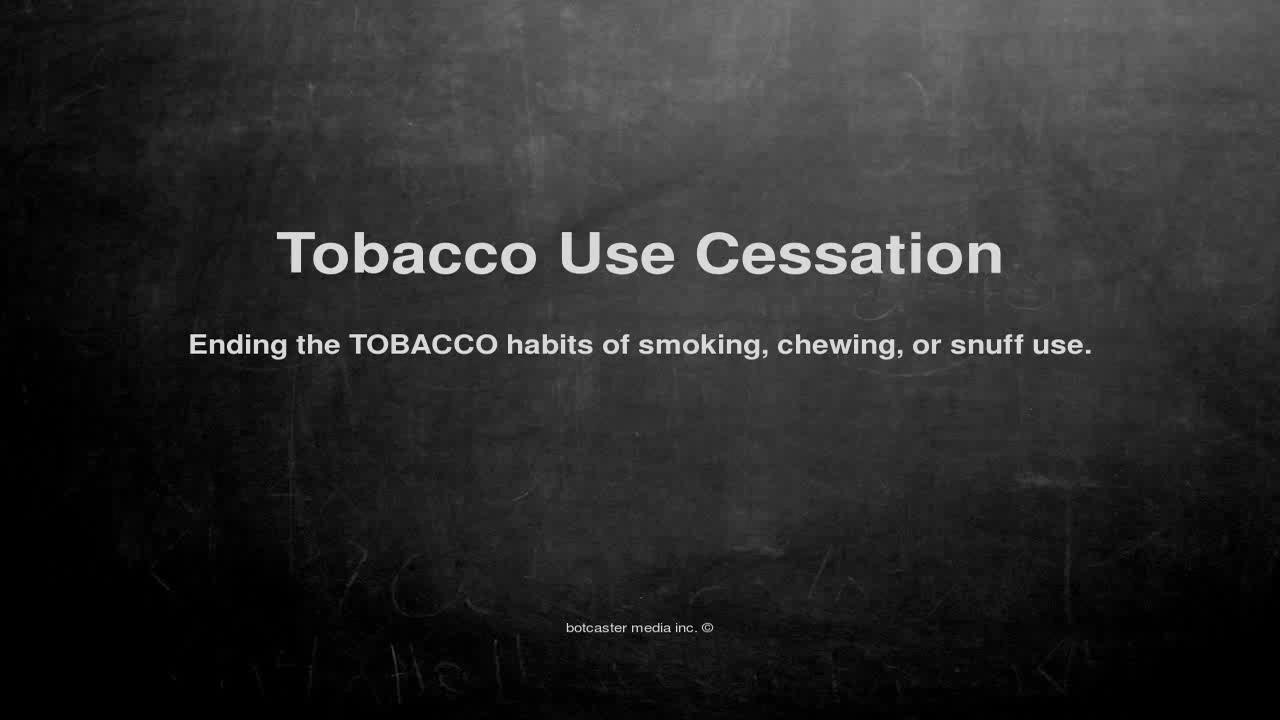 Tobacco Use Cessation
Ending the TOBACCO habits of smoking, chewing, or snuff use.
botcaster media inc. ©